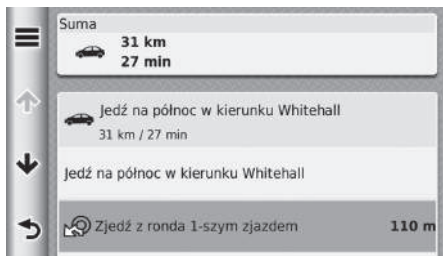 Suma
31 km
27 min
Jedź na północ w kierunku Whitehall
31 km / 27 min
Jedź na północ w kierunku Whitehall
Zjedź z ronda 1-szym zjazdem 110 m